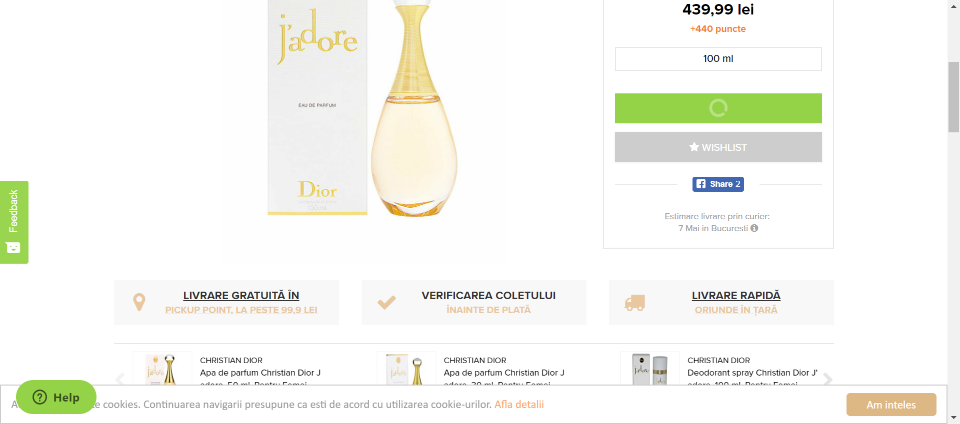 439,99 lei
+440 puncte
j'adore
100 ml
EAU DE PARFUM
WISHLIST
Share 2
Dior
Feedback
Estimare livrare prin curier:
7 Mai in Bucuresti
LIVRARE GRATUITĂ ÎN
PICKUP POINT, LA PESTE 99,9 LEI
VERIFICAREA COLETULUI
ÎNAINTE DE PLATĂ
LIVRARE RAPIDĂ
ORIUNDE ÎN ȚARĂ
CHRISTIAN DIOR
Apa de parfum Christian Dior J
adore, 50 ml, Pentru Femei
CHRISTIAN DIOR
Apa de parfum Christian Dior J
adore, 30 ml, Pentru Femei
CHRISTIAN DIOR
Deodorant spray Christian Dior J'
adore, 100 ml, Pentru Femei
Help
cookies. Continuarea navigarii presupune ca esti de acord cu utilizarea cookie-urilor. Afla detalii
Am inteles